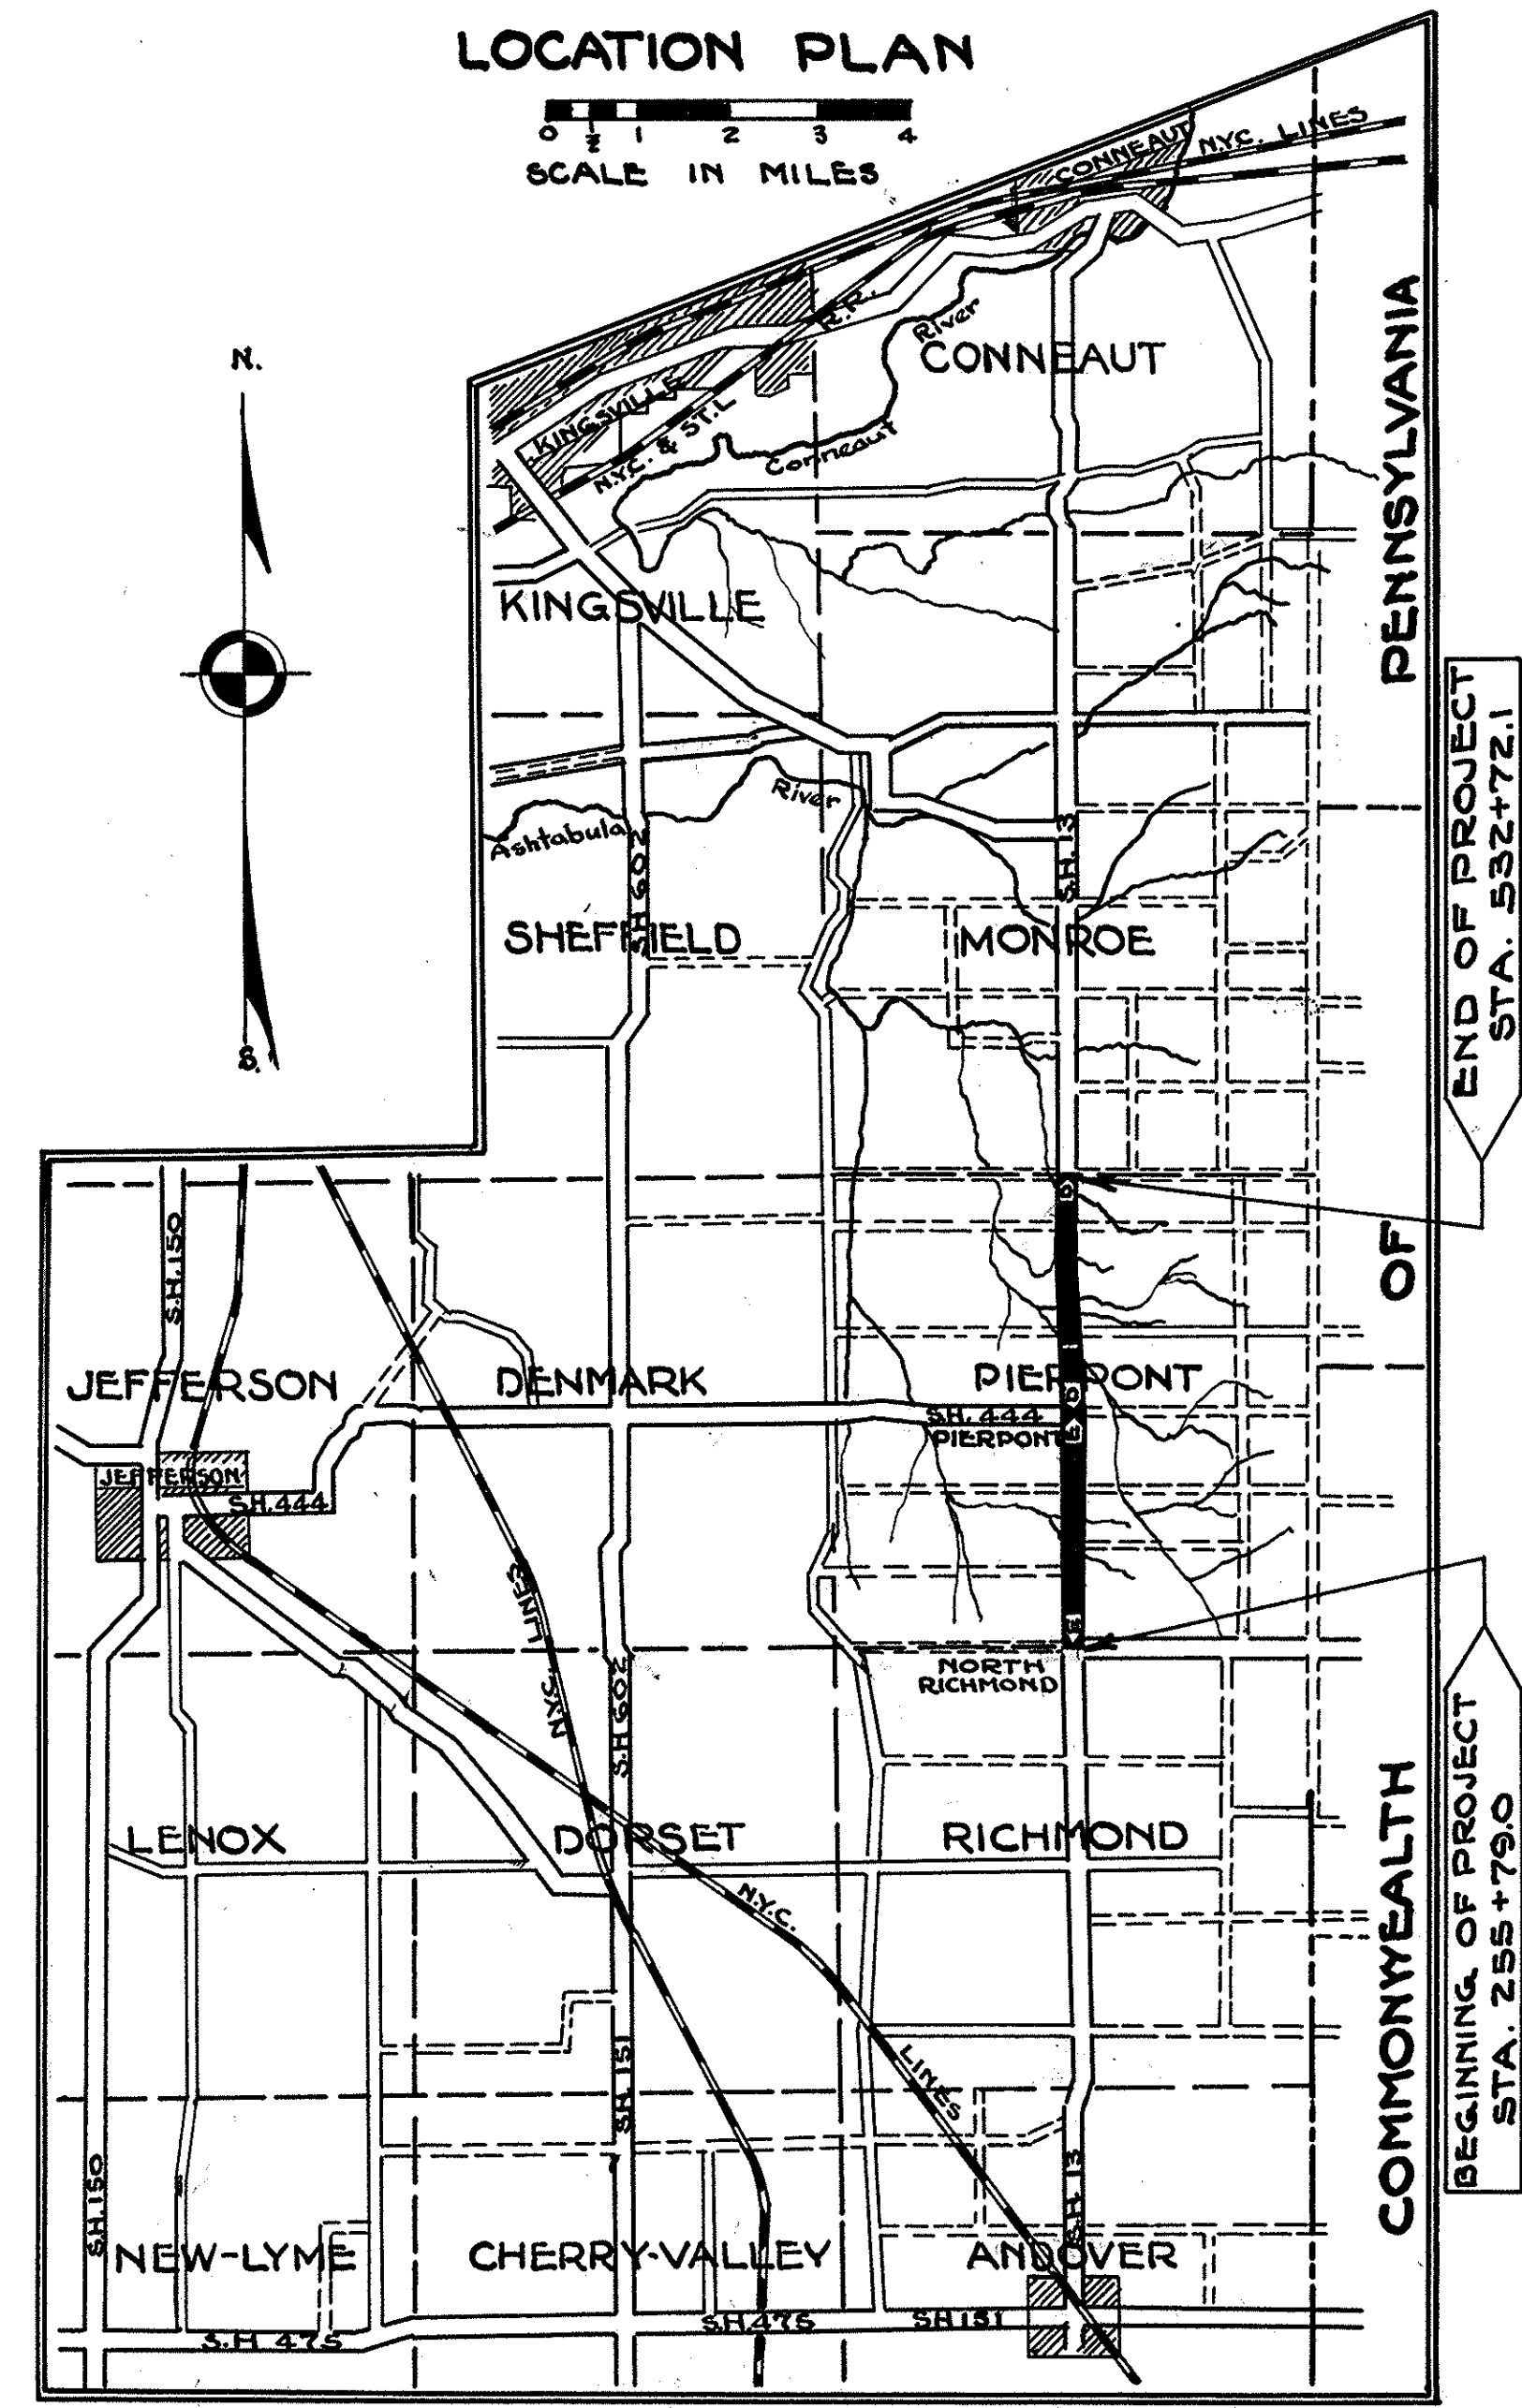 LOCATION PLAN
0 ½ 1 2 3 4
SCALE IN MILES
CONNEAUT
N.Y.C. LINES
N.
R.R.
River
CONNEAUT
KINGSVILLE
N.Y.C. & ST.L
Conneaut
PENNSYLVANIA
KINGSVILLE
END OF PROJECT
STA. 532+72.1
River
Ashtabula
SH 602
S.H. 13
SHEFFIELD
MONROE
S.
S.H.150
OF
JEFFERSON
DENMARK
PIERPONT
S.H. 444
PIERPONT
JEFFERSON
S.H.444
LINES
N.Y.C.
NORTH
RICHMOND
S.H 602
BEGINNING OF PROJECT
STA. 255+79.0
LENOX
DORSET
RICHMOND
COMMONWEALTH
N.Y.C.
LINES
S.H. 151
S.H. 13
S.H.150
NEW-LYME
CHERRY-VALLEY
ANDOVER
S.H 475
S.H.475
SH 151